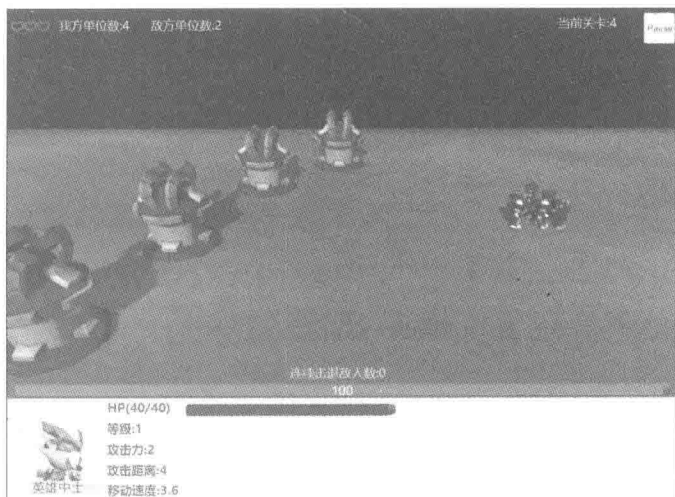 我方单位数:4 敌方单位数:2 当前关卡:4 Pause
连续击退敌人数:0
100
HP(40/40)
等级:1
攻击力:2
攻击距离:4
移动速度:3.6
英雄中士